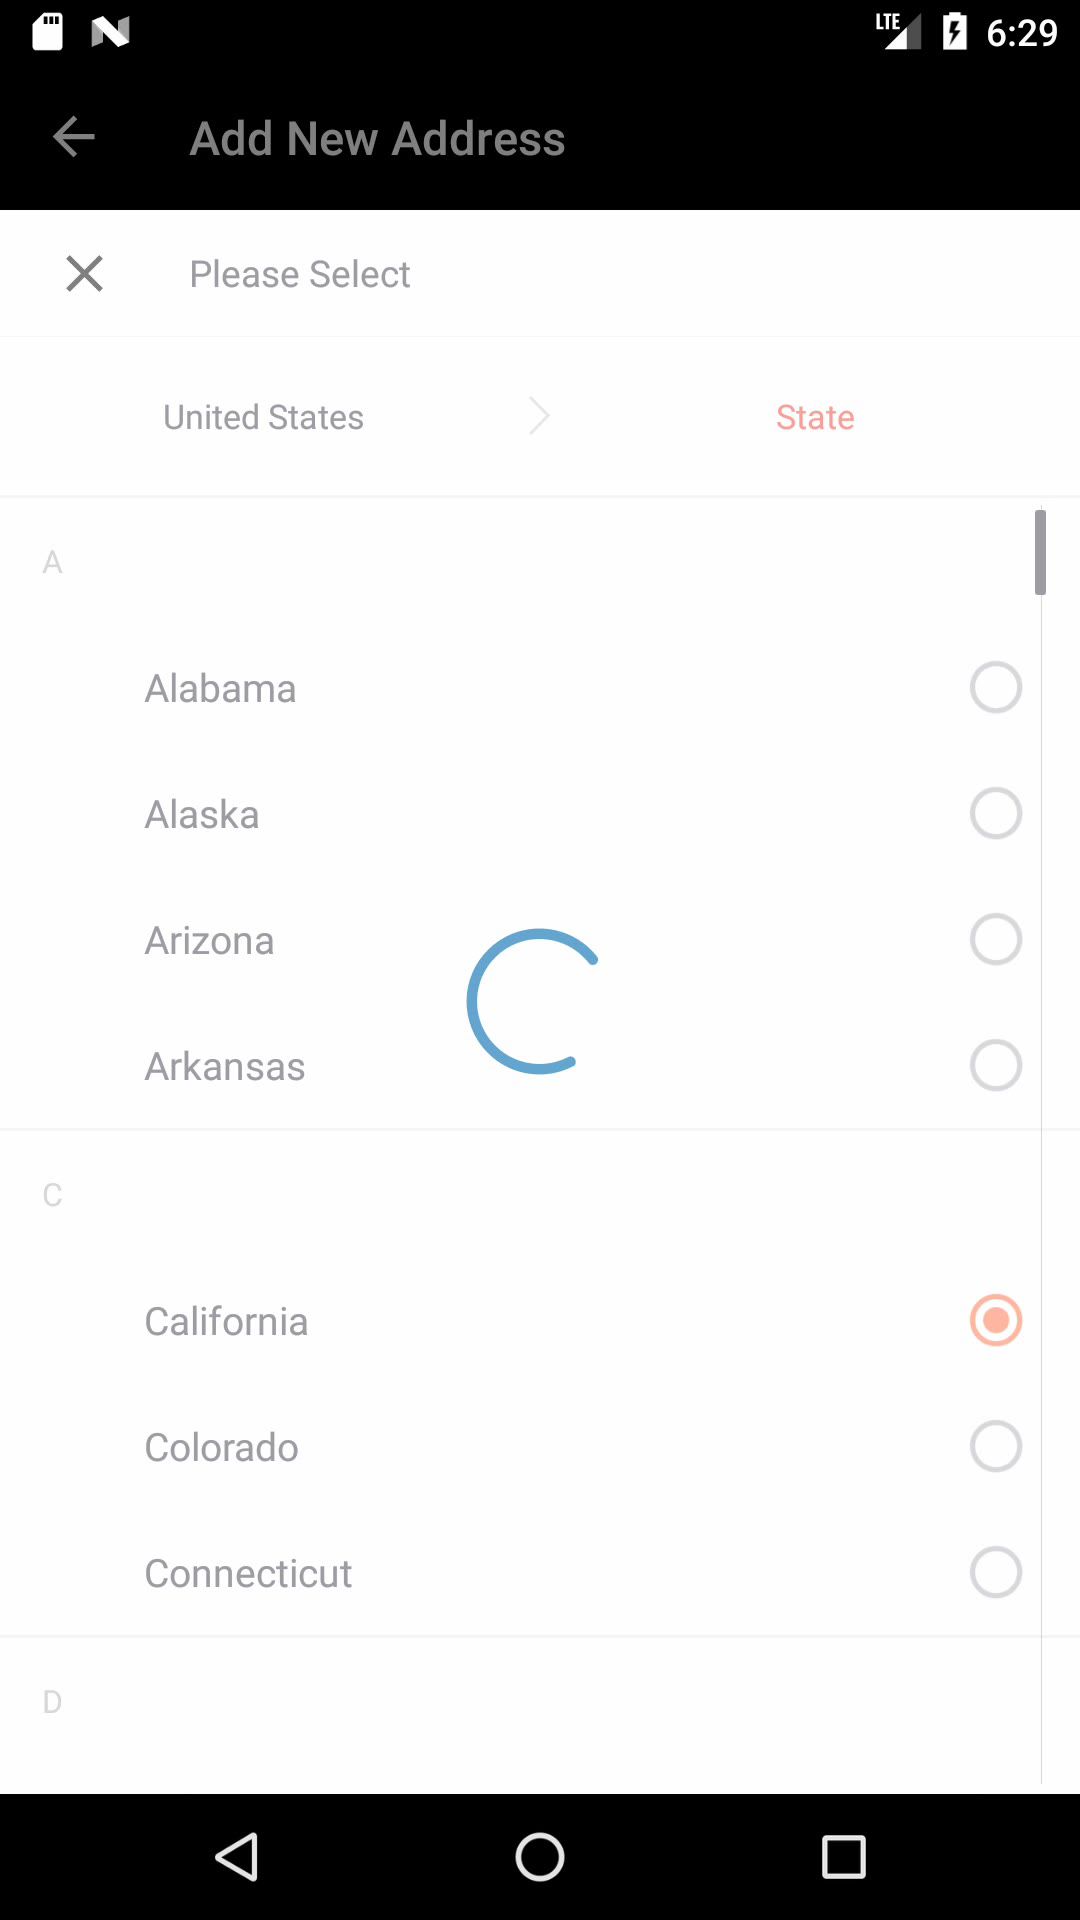 LTE 6:29
Add New Address
Please Select
United States State
A
Alabama
Alaska
Arizona
Arkansas
C
California
Colorado
Connecticut
D